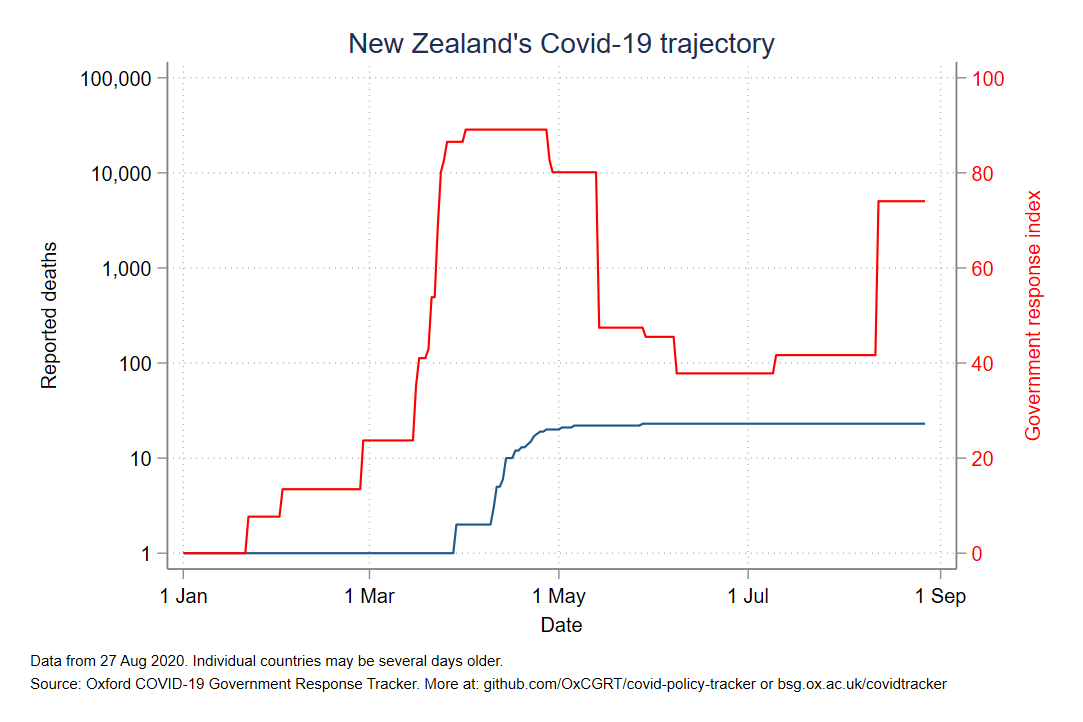 New Zealand's Covid-19 trajectory
100,000
10,000
1,000
100
10
1
Reported deaths
100
80
60
40
20
0
Government response index
1 Jan
1 Mar
1 May
1 Jul
1 Sep
Date
Data from 27 Aug 2020. Individual countries may be several days older.
Source: Oxford COVID-19 Government Response Tracker. More at: github.com/OxCGRT/covid-policy-tracker or bsg.ox.ac.uk/covidtracker